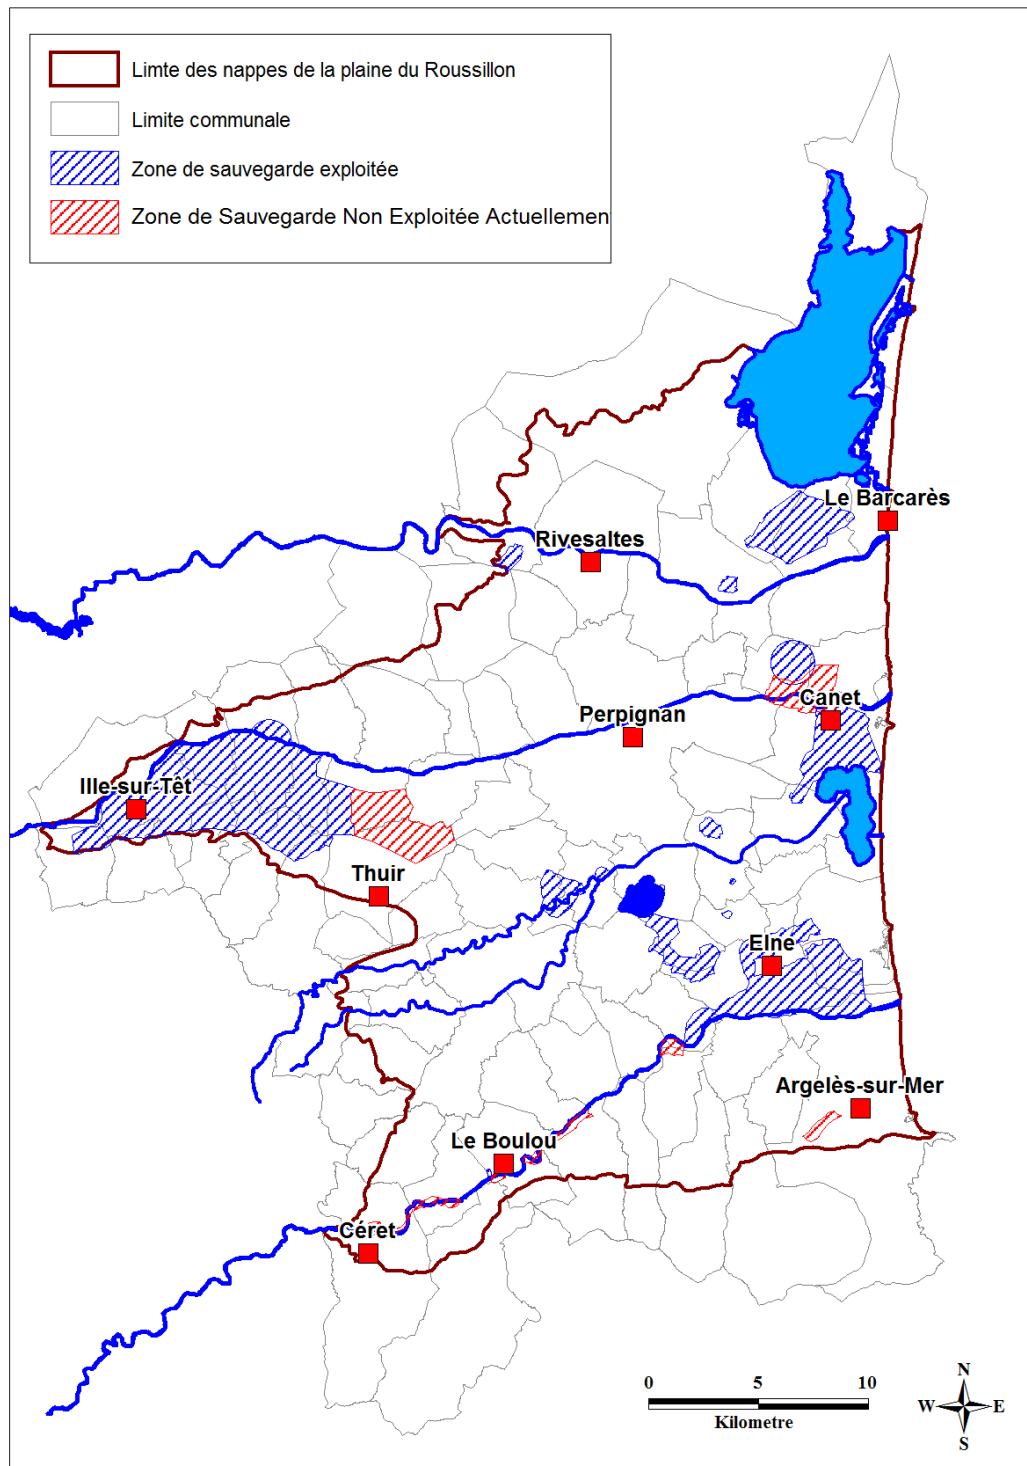 Limte des nappes de la plaine du Roussillon
Limite communale
Zone de sauvegarde exploitée
Zone de Sauvegarde Non Exploitée Actuellemen
Le Barcarès
Rivesaltes
Canet
Perpignan
Ille-sur-Têt
Thuir
Elne
Argelès-sur-Mer
Le Boulou
Céret
0 5 10
Kilometre
N
W E
S